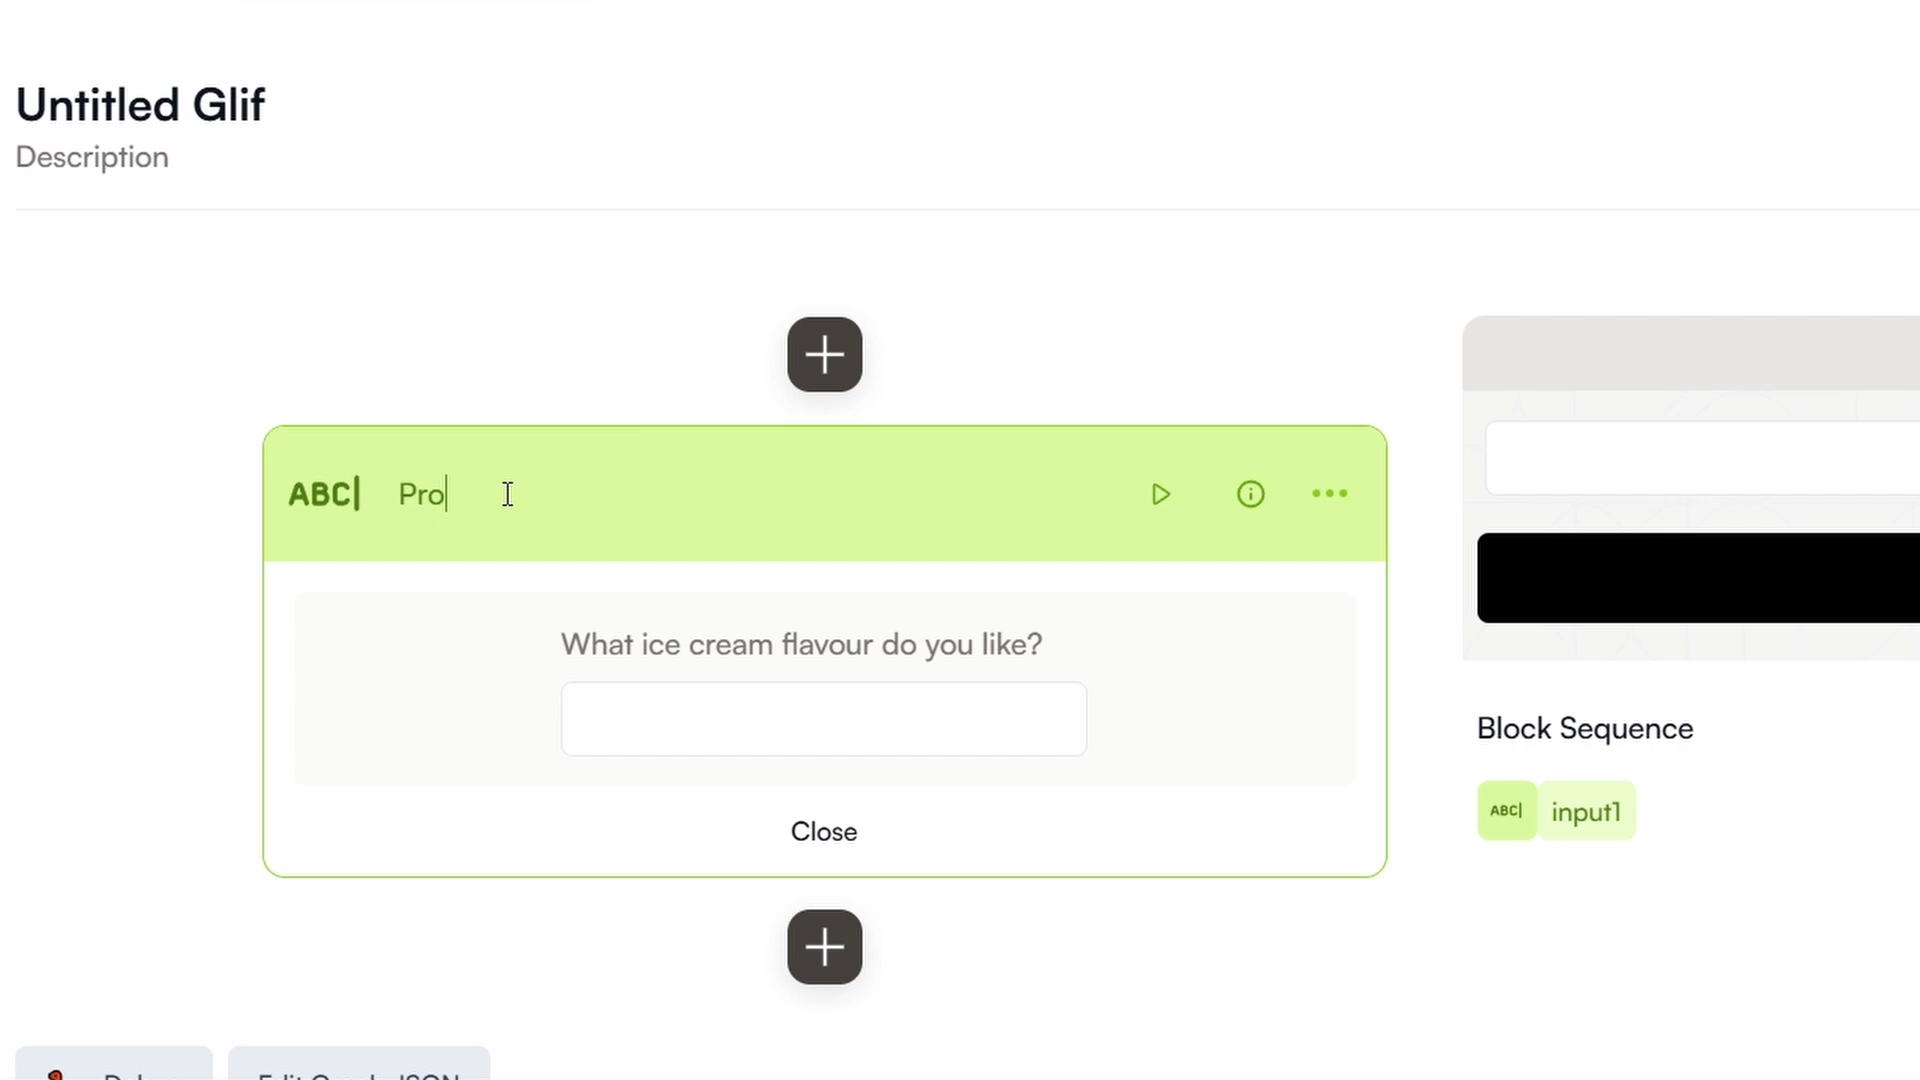 Untitled Glif
Description
ABC| Pro
What ice cream flavour do you like?
Close
Block Sequence
ABC| input1